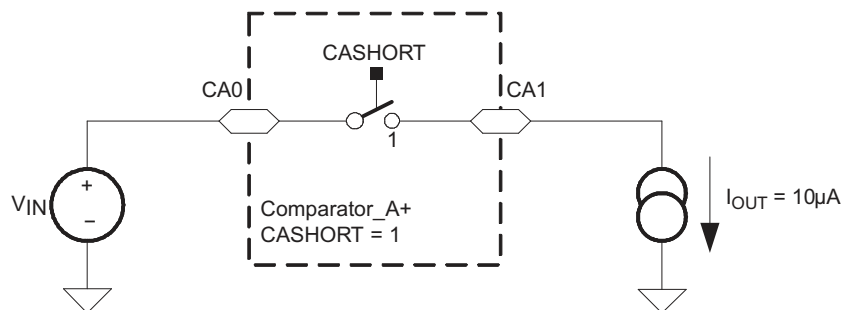 CASHORT
CA0
CA1
1
VIN
+
−
Comparator_A+
CASHORT = 1
IOUT = 10µA